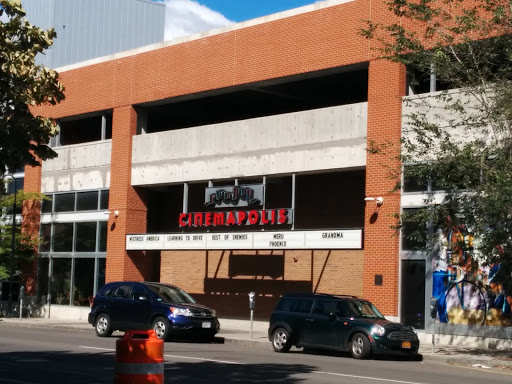 CINEMAPOLIS
MISTRESS AMERICA LEARNING TO DRIVE BEST OF ENEMIES MERU GRANDMA
PHOENIX